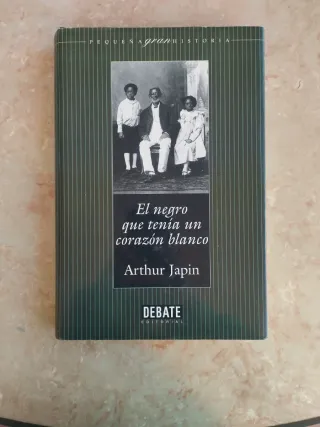 PEQUEÑA gran HISTORIA
El negro
que tenía un
corazón blanco
Arthur Japin
DEBATE
EDITORIAL